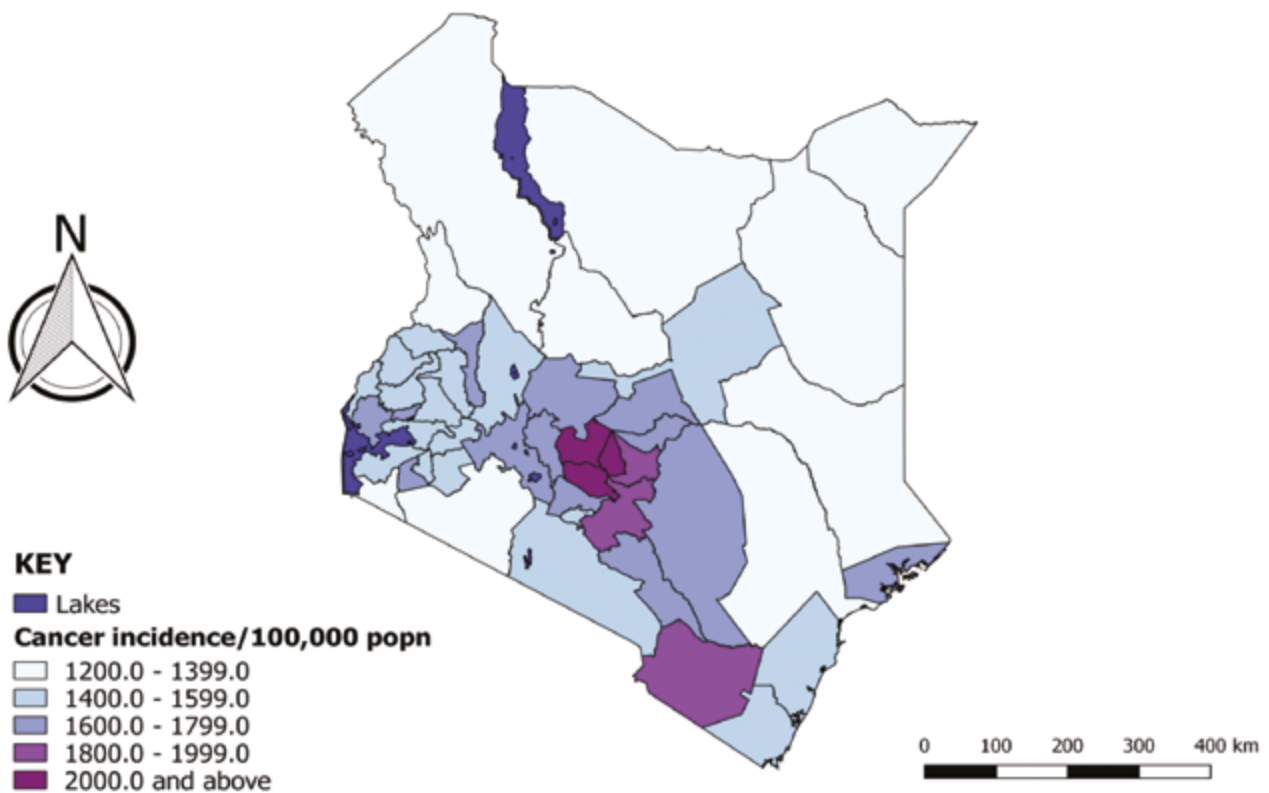 N
KEY
Lakes
Cancer incidence/100,000 popn
1200.0 - 1399.0
1400.0 - 1599.0
1600.0 - 1799.0
1800.0 - 1999.0
2000.0 and above
0 100 200 300 400 km